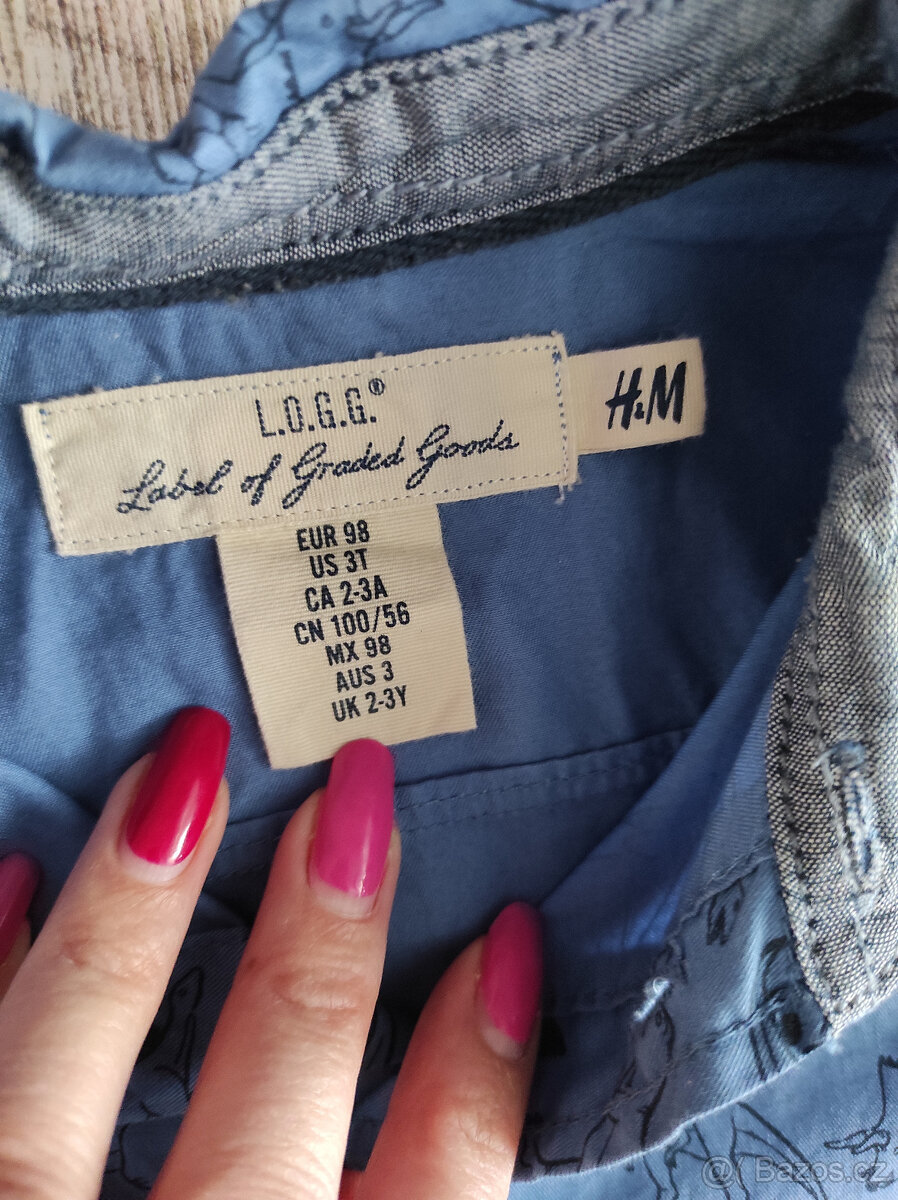 L.O.G.G.®
Label of Graded Goods
H&M
EUR 98
US 3T
CA 2-3A
CN 100/56
MX 98
AUS 3
UK 2-3Y
@ Bazos.cz